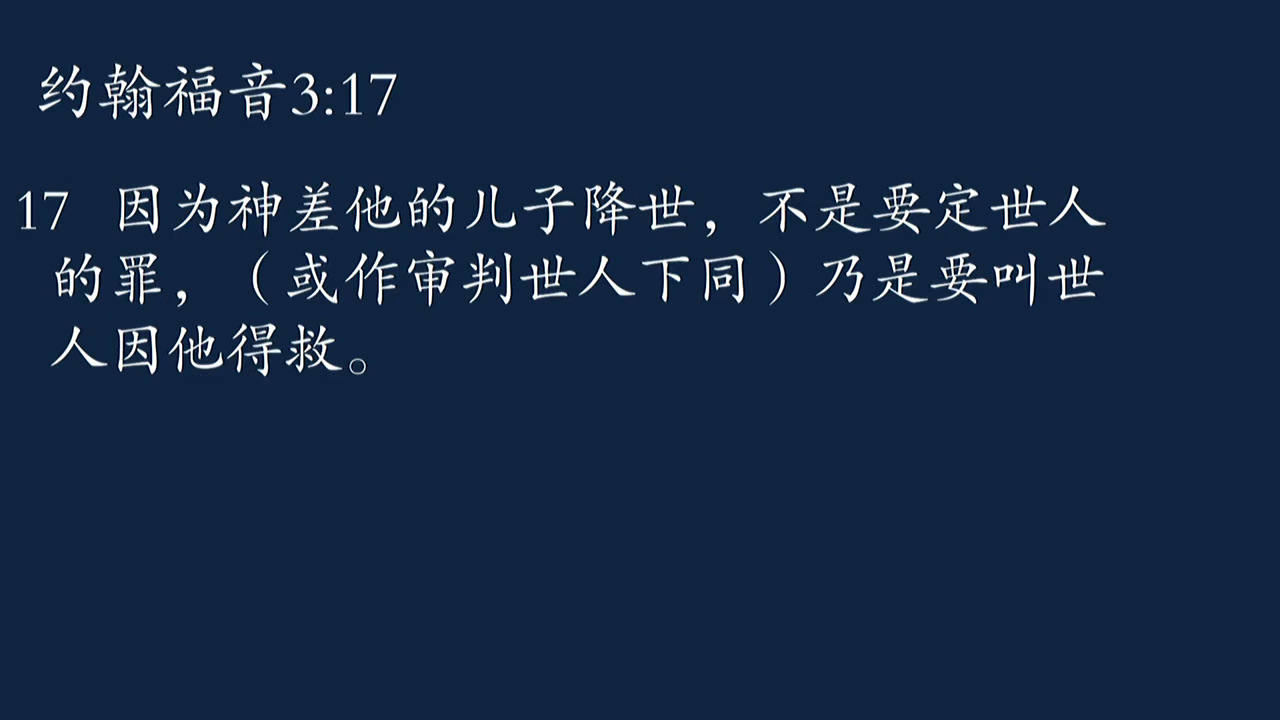 约翰福音3:17
17 因为神差他的儿子降世，不是要定世人
的罪，（或作审判世人下同）乃是要叫世
人因他得救。